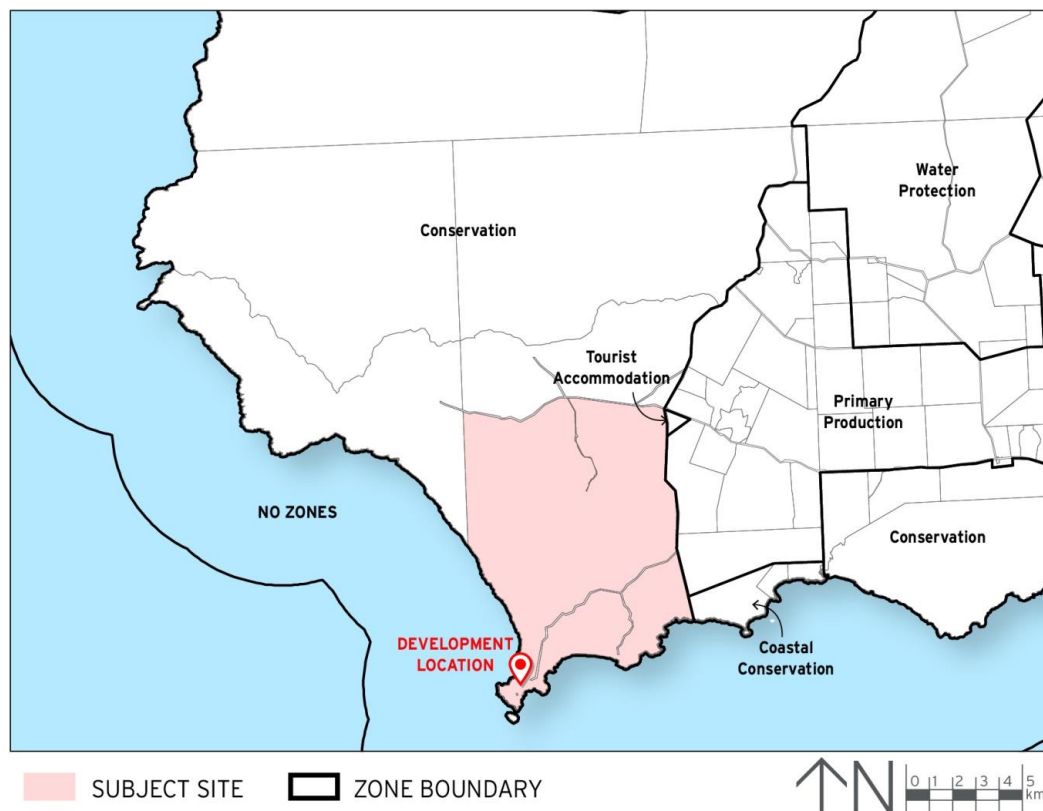 Water
Protection
Conservation
Tourist
Accommodation
Primary
Production
NO ZONES
Conservation
DEVELOPMENT
LOCATION
Coastal
Conservation
SUBJECT SITE
ZONE BOUNDARY
N
0 1 2 3 4 5
km